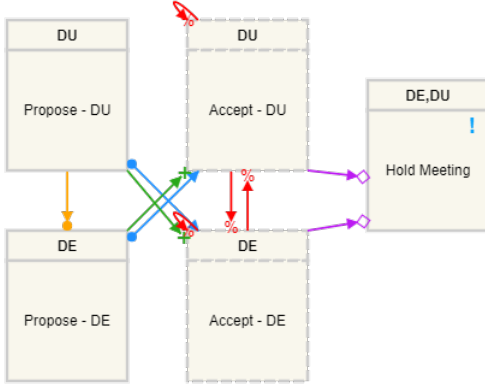 DU
Propose - DU
%
DU
Accept - DU
DE,DU
!
Hold Meeting
+
%
%
DE
Propose - DE
+
%
DE
Accept - DE